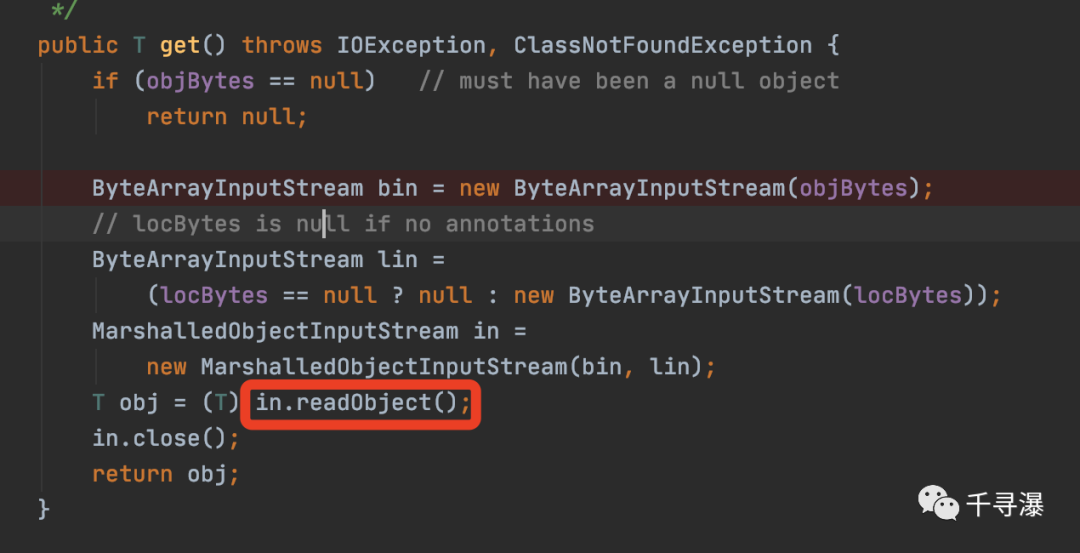 */
public T get() throws IOException, ClassNotFoundException {
if (objBytes == null)   // must have been a null object
return null;
ByteArrayInputStream bin = new ByteArrayInputStream(objBytes);
// locBytes is null if no annotations
ByteArrayInputStream lin =
(locBytes == null ? null : new ByteArrayInputStream(locBytes));
MarshalledObjectInputStream in =
new MarshalledObjectInputStream(bin, lin);
T obj = (T) in.readObject();
in.close();
return obj;
}
千寻瀑